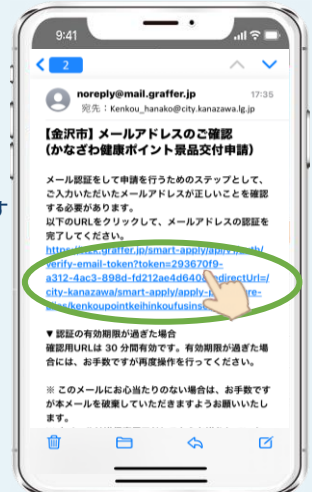 9:41
2
noreply@mail.graffer.jp 17:35
宛先：Kenkou_hanako@city.kanazawa.lg.jp
【金沢市】メールアドレスのご確認
（かなざわ健康ポイント景品交付申請）
メール認証をして申請を行うためのステップとして、
ご入力いただいたメールアドレスが正しいことを確認
する必要があります。
以下のURLをクリックして、メールアドレスの認証を
完了してください。
verify-email-token?token=293670f9-
a312-4ac3-898d-fd212ae4d640
city-kanazawa/smart-apply/apply-
▼ 認証の有効期限が過ぎた場合
確認用URLは 30 分間有効です。有効期限が過ぎた場
合には、お手数ですが再度操作を行ってください。
※ このメールにお心当たりのない場合は、お手数です
が本メールを破棄していただきますようお願いいたし
ます。